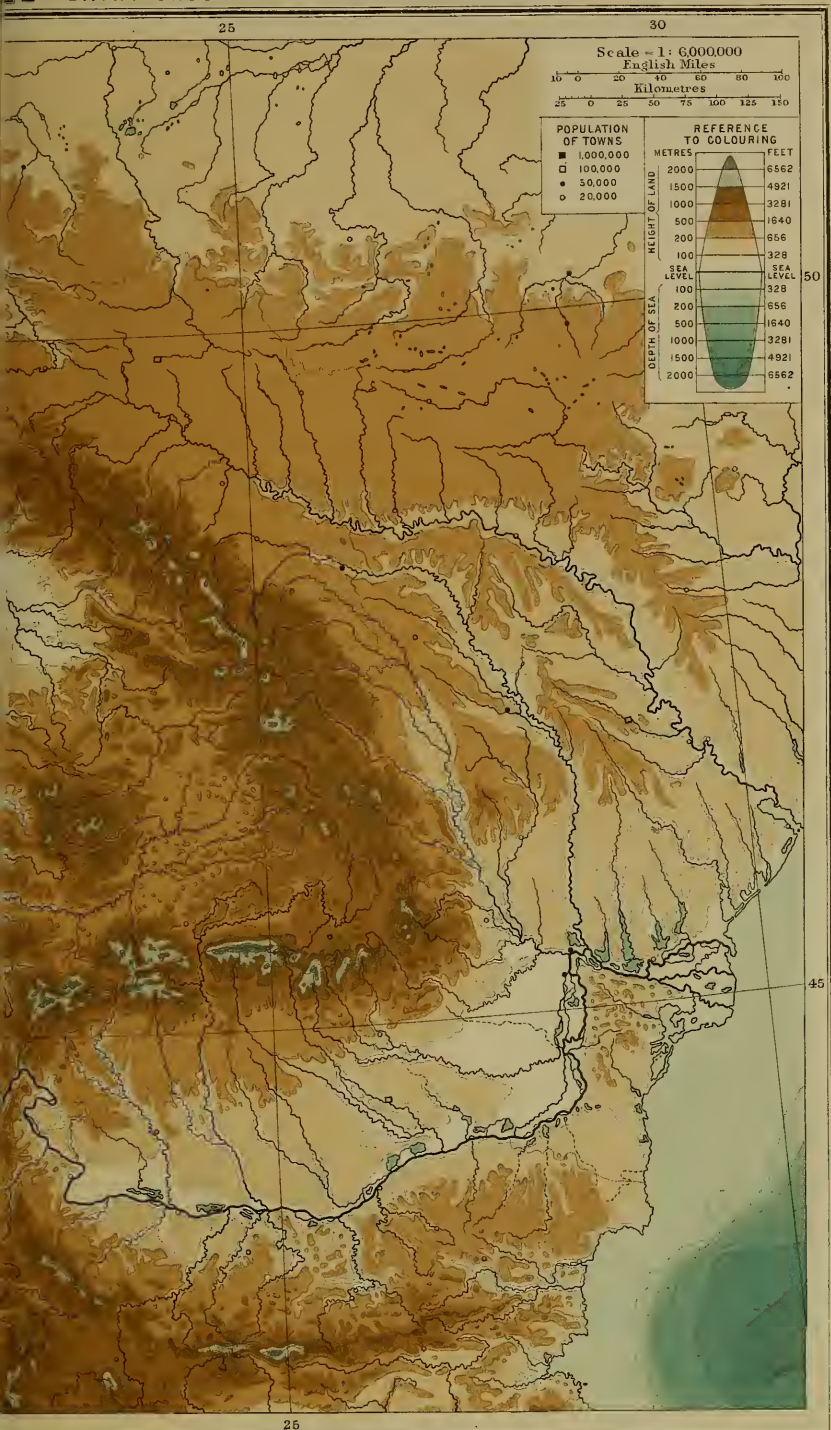 25 30
Scale - 1: 6,000,000
English Miles
10 0 20 40 60 80 100
Kilometres
25 0 25 50 75 100 125 150
POPULATION
OF TOWNS
1,000,000
100,000
50,000
20,000
REFERENCE
TO COLOURING
METRES FEET
HEIGHT OF LAND
2000 6562
1500 4921
1000 3281
500 1640
200 656
100 328
SEA LEVEL SEA LEVEL
DEPTH OF SEA
100 328
200 656
500 1640
1000 3281
1500 4921
2000 6562
50
45
25